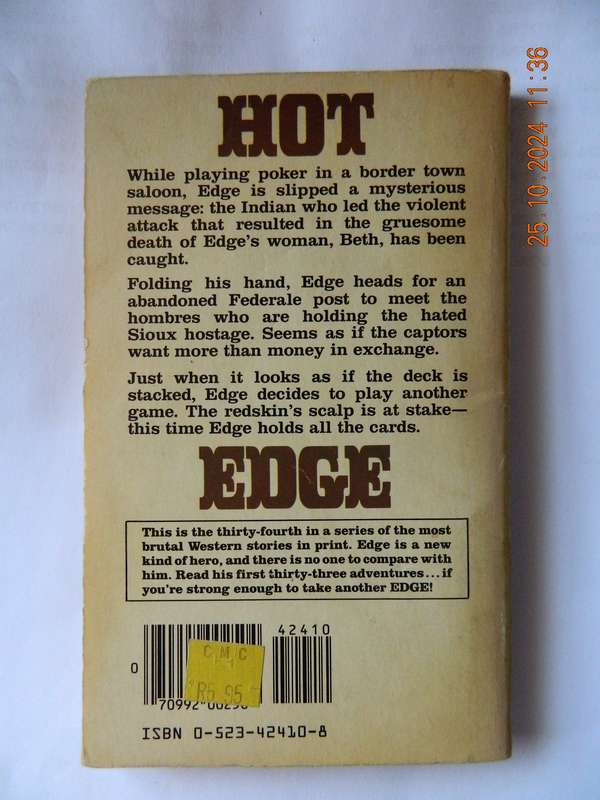 HOT
While playing poker in a border town
saloon, Edge is slipped a mysterious
message: the Indian who led the violent
attack that resulted in the gruesome
death of Edge's woman, Beth, has been
caught.
Folding his hand, Edge heads for an
abandoned Federale post to meet the
hombres who are holding the hated
Sioux hostage. Seems as if the captors
want more than money in exchange.
Just when it looks as if the deck is
stacked, Edge decides to play another
game. The redskin's scalp is at stake—
this time Edge holds all the cards.
EDGE
This is the thirty-fourth in a series of the most
brutal Western stories in print. Edge is a new
kind of hero, and there is no one to compare with
him. Read his first thirty-three adventures...if
you're strong enough to take another EDGE!
42410
CMC
R5.95
0
70992
ISBN 0-523-42410-8
25.10.2024 11:36